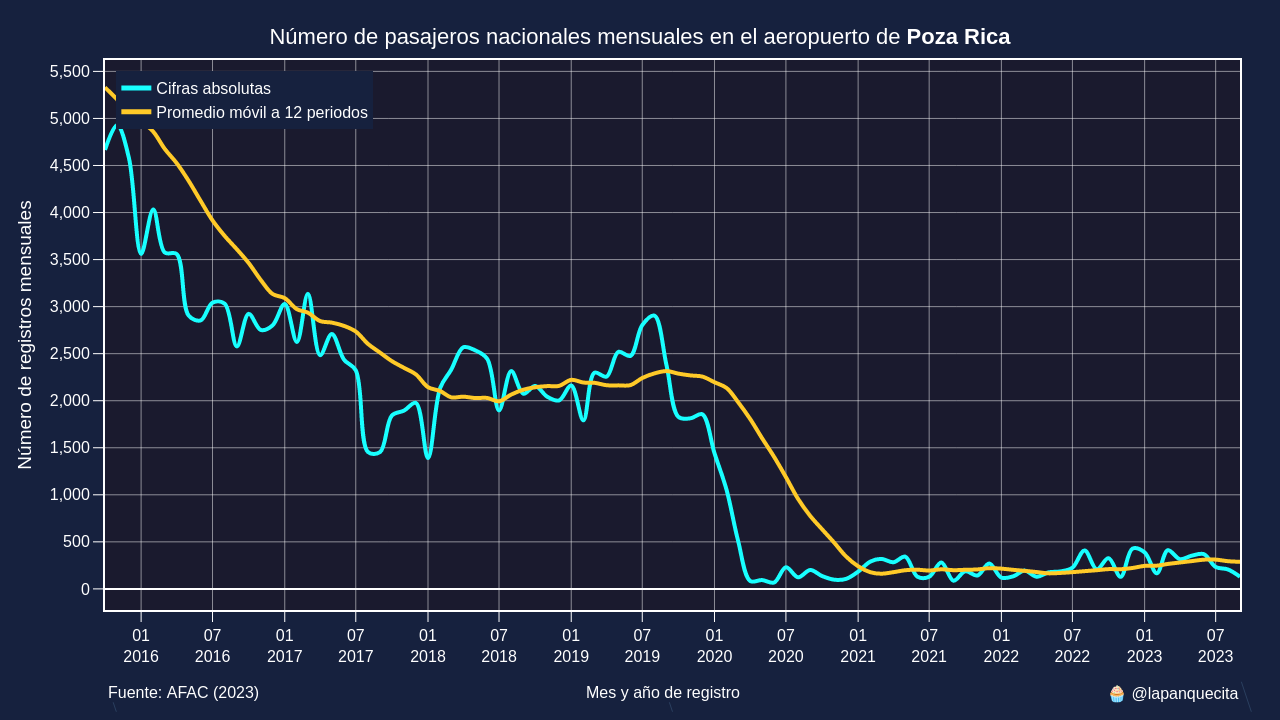 Número de pasajeros nacionales mensuales en el aeropuerto de Poza Rica
Cifras absolutas
Promedio móvil a 12 periodos
Número de registros mensuales
5,500
5,000
4,500
4,000
3,500
3,000
2,500
2,000
1,500
1,000
500
0
01 07 01 07 01 07 01 07 01 07 01 07 01 07 01 07
2016 2016 2017 2017 2018 2018 2019 2019 2020 2020 2021 2021 2022 2022 2023 2023
Fuente: AFAC (2023)
Mes y año de registro
🧁 @lapanquecita